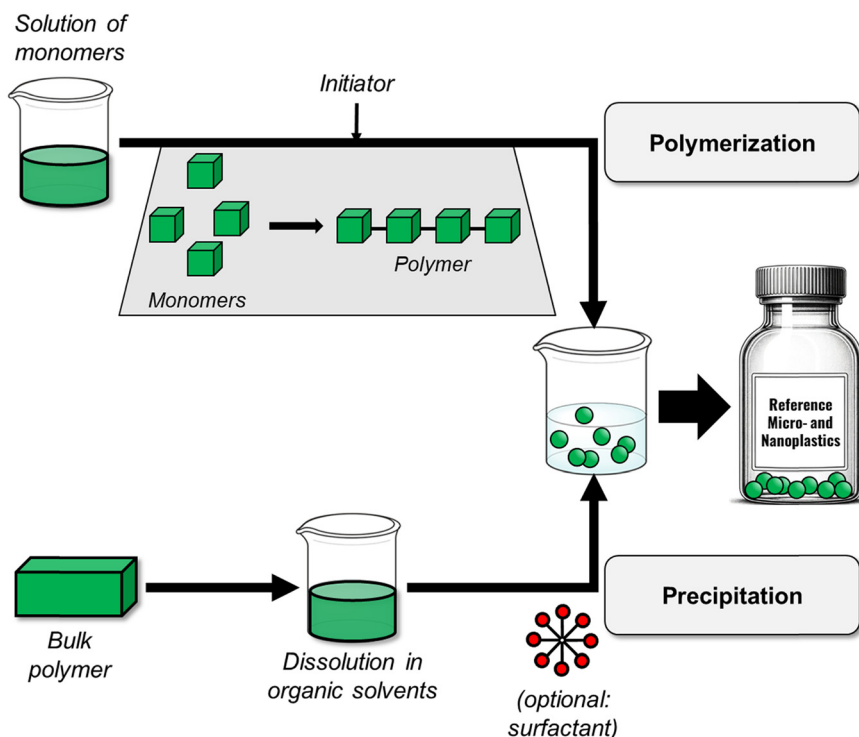 Solution of
monomers
Initiator
Polymerization
Monomers
Polymer
Reference
Micro- and
Nanoplastics
Bulk
polymer
Dissolution in
organic solvents
Precipitation
(optional:
surfactant)